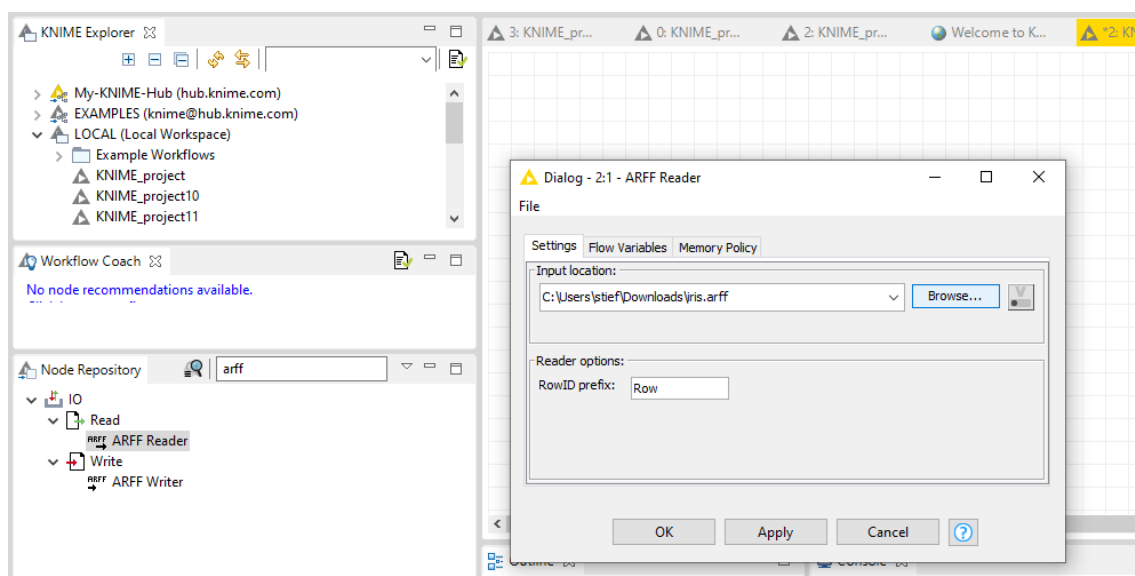 KNIME Explorer
My-KNIME-Hub (hub.knime.com)
EXAMPLES (knime@hub.knime.com)
LOCAL (Local Workspace)
Example Workflows
KNIME_project
KNIME_project10
KNIME_project11
Workflow Coach
No node recommendations available.
Node Repository
arff
IO
Read
ARFF ARFF Reader
Write
ARFF ARFF Writer
3: KNIME_pr...
0: KNIME_pr...
2: KNIME_pr...
Welcome to K...
*2: KN
Dialog - 2:1 - ARFF Reader
File
Settings
Flow Variables
Memory Policy
Input location:
C:\Users\stief\Downloads\iris.arff
Browse...
V
Reader options:
RowID prefix:
Row
OK
Apply
Cancel
?